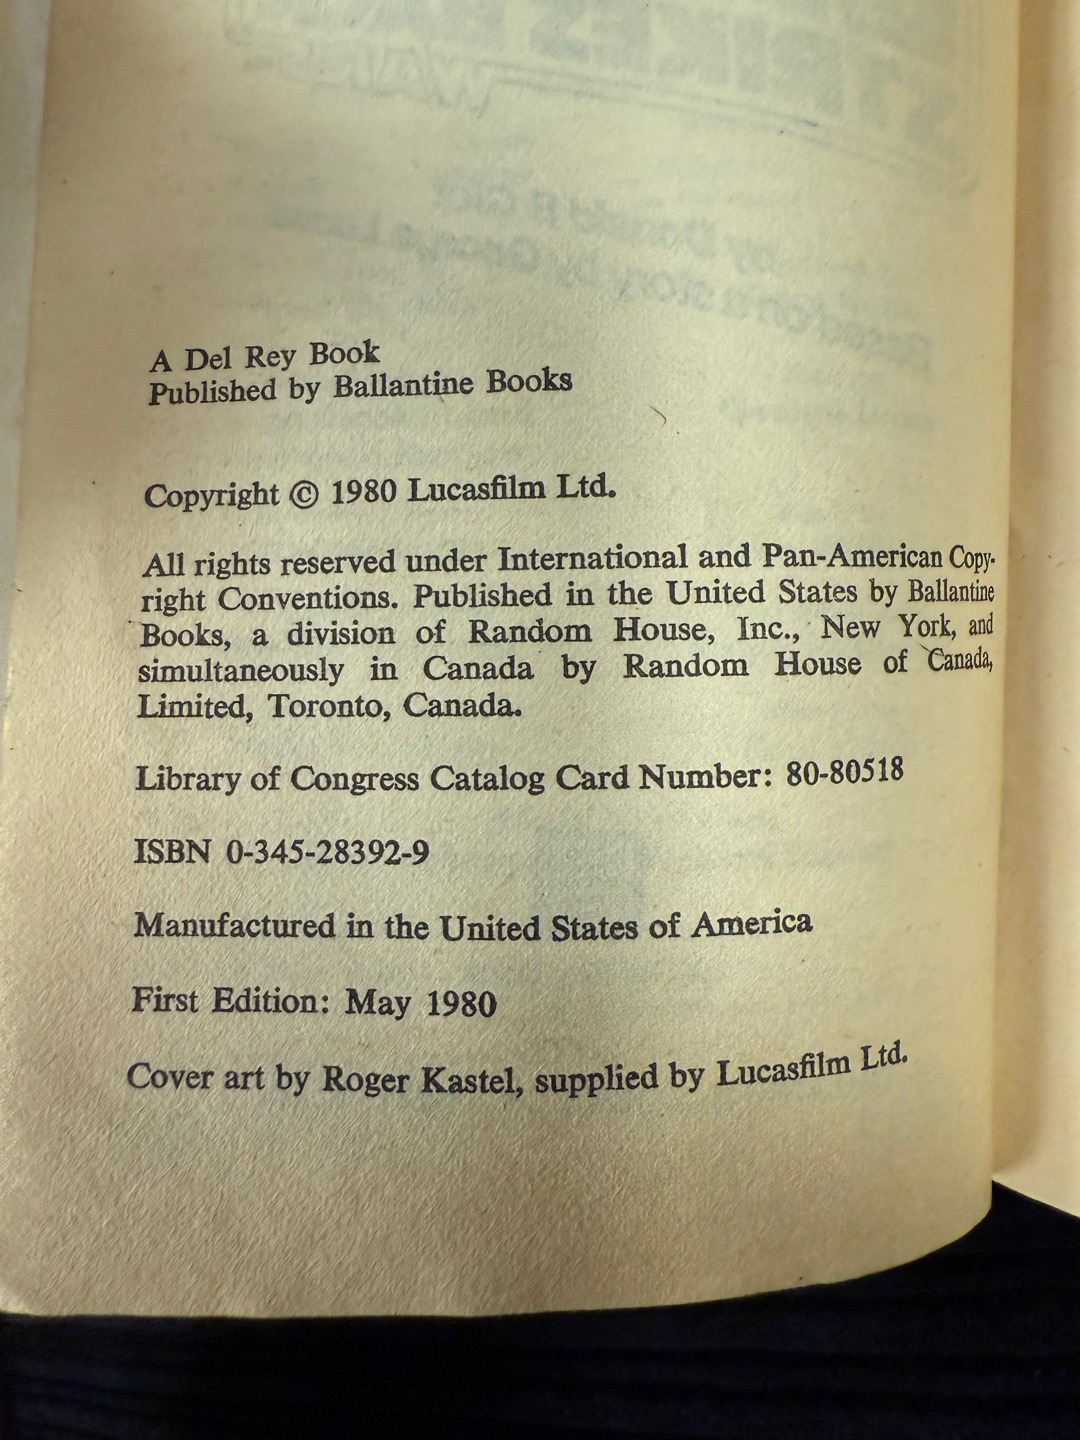 A Del Rey Book
Published by Ballantine Books
Copyright © 1980 Lucasfilm Ltd.
All rights reserved under International and Pan-American Copy-
right Conventions. Published in the United States by Ballantine
Books, a division of Random House, Inc., New York, and
simultaneously in Canada by Random House of Canada,
Limited, Toronto, Canada.
Library of Congress Catalog Card Number: 80-80518
ISBN 0-345-28392-9
Manufactured in the United States of America
First Edition: May 1980
Cover art by Roger Kastel, supplied by Lucasfilm Ltd.